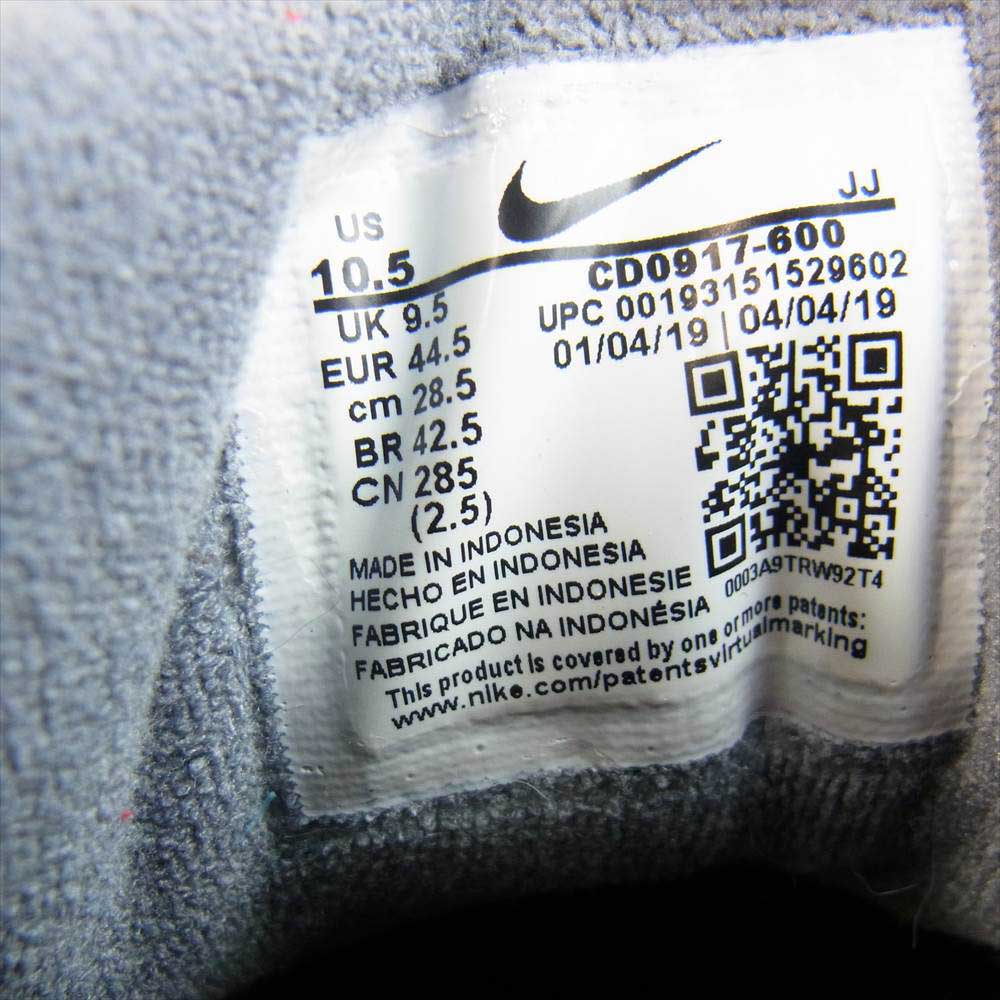 US JJ
10.5 CD0917-600
UK 9.5 UPC 00193151529602
EUR 44.5 01/04/19 | 04/04/19
cm 28.5
BR 42.5
CN 285
(2.5)
MADE IN INDONESIA
HECHO EN INDONESIA
FABRIQUE EN INDONESIE
FABRICADO NA INDONÉSIA
0003A9TRW92T4
This product is covered by one or more patents:
www.nike.com/patentsvirtualmarking